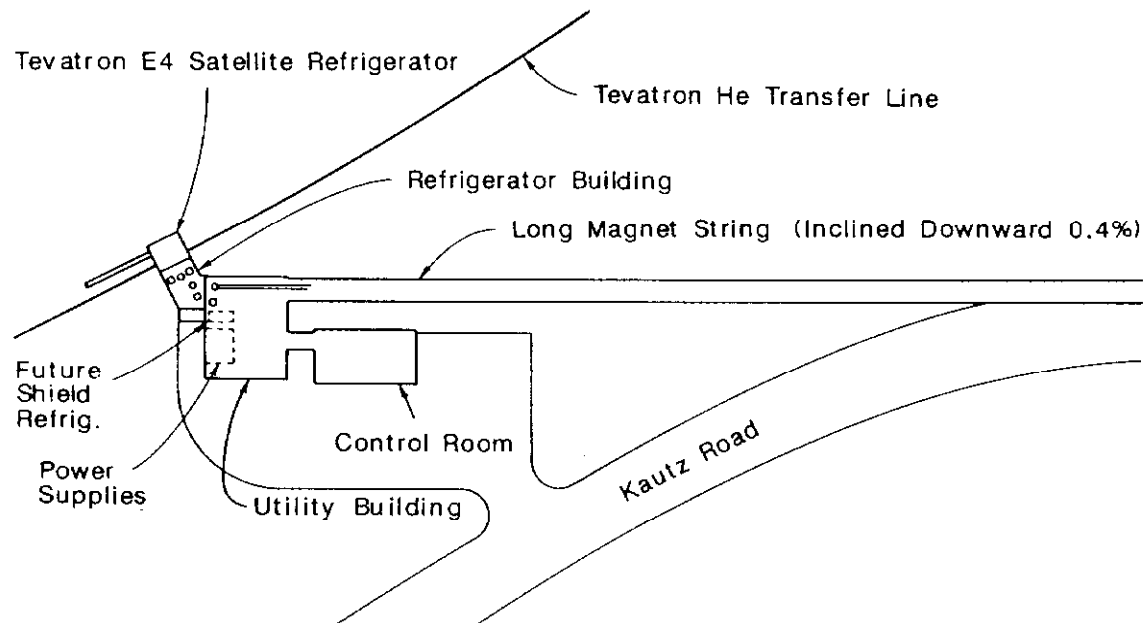 Tevatron E4 Satellite Refrigerator
Tevatron He Transfer Line
Refrigerator Building
Long Magnet String (Inclined Downward 0.4%)
Future
Shield
Refrig.
Control Room
Kautz Road
Power
Supplies
Utility Building